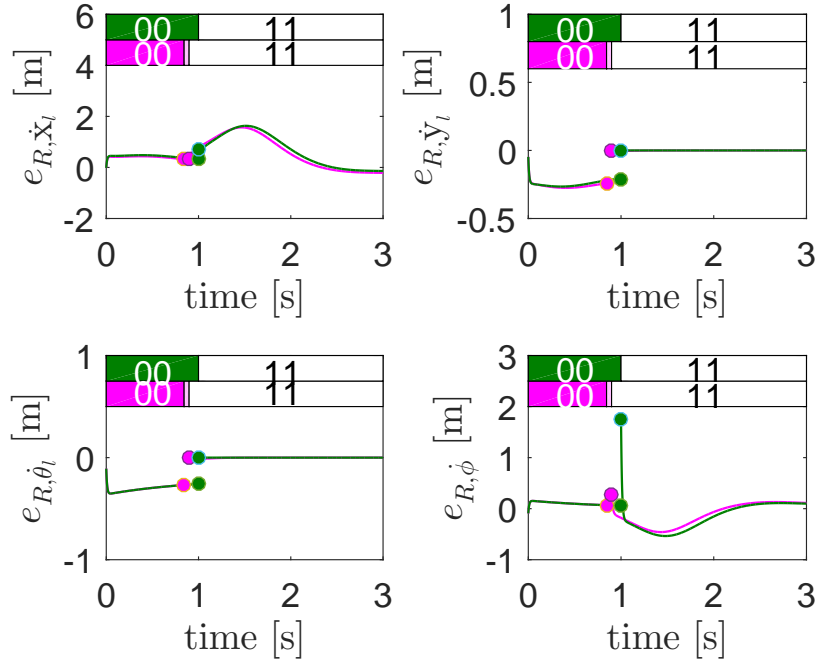 6
4
2
0
-2
00
11
00
11
0 1 2 3
time [s]
e_{R,ẋ_l} [m]
1
0.5
0
-0.5
00
11
00
11
0 1 2 3
time [s]
e_{R,ẏ_l} [m]
1
0
-1
00
11
00
11
0 1 2 3
time [s]
e_{R,θ̇_l} [m]
3
2
1
0
-1
00
11
00
11
0 1 2 3
time [s]
e_{R,ϕ̇} [m]